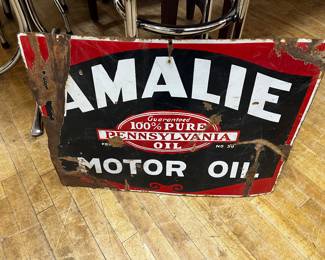 AMALIE
Guaranteed
100% PURE
PENNSYLVANIA
OIL
MOTOR OIL